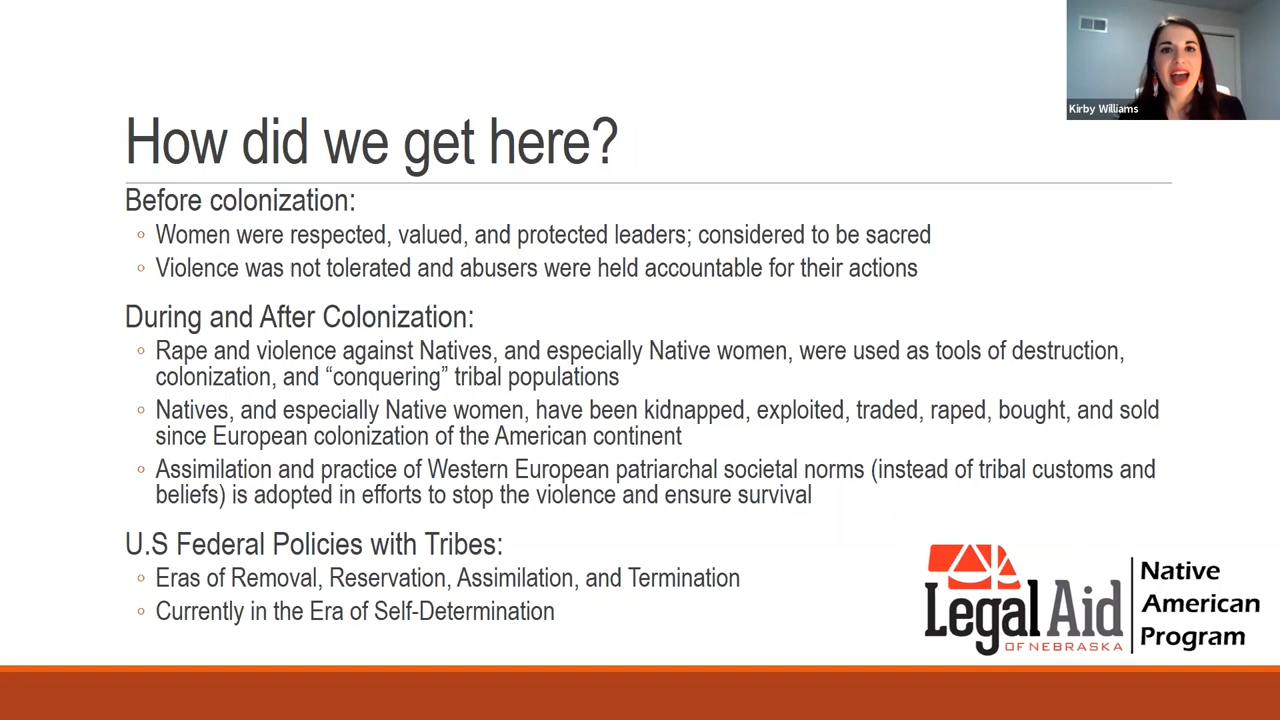 Kirby Williams
How did we get here?
Before colonization:
◦ Women were respected, valued, and protected leaders; considered to be sacred
◦ Violence was not tolerated and abusers were held accountable for their actions
During and After Colonization:
◦ Rape and violence against Natives, and especially Native women, were used as tools of destruction,
colonization, and “conquering” tribal populations
◦ Natives, and especially Native women, have been kidnapped, exploited, traded, raped, bought, and sold
since European colonization of the American continent
◦ Assimilation and practice of Western European patriarchal societal norms (instead of tribal customs and
beliefs) is adopted in efforts to stop the violence and ensure survival
U.S Federal Policies with Tribes:
◦ Eras of Removal, Reservation, Assimilation, and Termination
◦ Currently in the Era of Self-Determination
Legal Aid
OF NEBRASKA
Native
American
Program